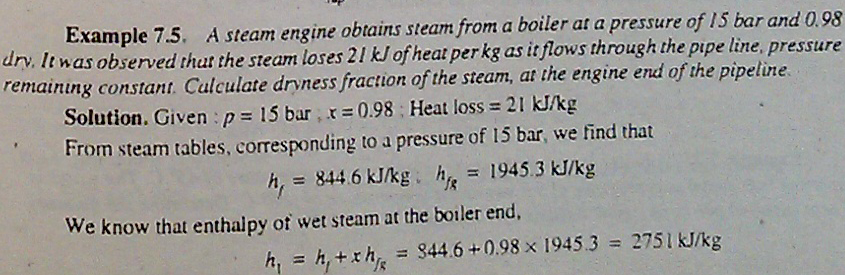 Example 7.5. A steam engine obtains steam from a boiler at a pressure of 15 bar and 0.98
dry. It was observed that the steam loses 21 kJ of heat per kg as it flows through the pipe line, pressure
remaining constant. Calculate dryness fraction of the steam, at the engine end of the pipeline.
Solution. Given : p = 15 bar ; x = 0.98 ; Heat loss = 21 kJ/kg
From steam tables, corresponding to a pressure of 15 bar, we find that
h_f = 844.6 kJ/kg ; h_fg = 1945.3 kJ/kg
We know that enthalpy of wet steam at the boiler end,
h_1 = h_f + x h_fg = 844.6 + 0.98 × 1945.3 = 2751 kJ/kg